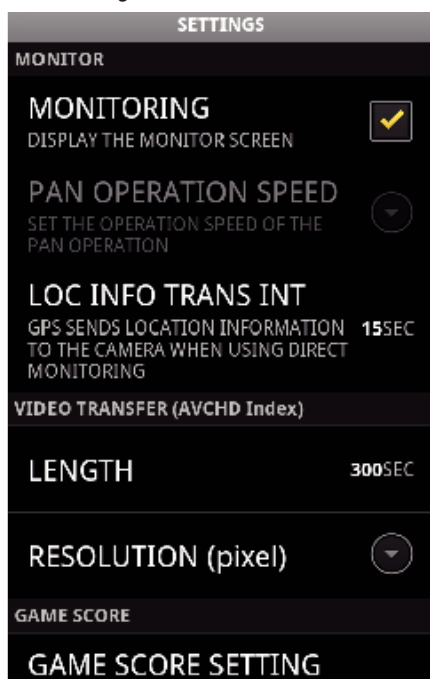 SETTINGS
MONITOR
MONITORING
DISPLAY THE MONITOR SCREEN
PAN OPERATION SPEED
SET THE OPERATION SPEED OF THE
PAN OPERATION
LOC INFO TRANS INT
GPS SENDS LOCATION INFORMATION
TO THE CAMERA WHEN USING DIRECT
MONITORING
15SEC
VIDEO TRANSFER (AVCHD Index)
LENGTH
300SEC
RESOLUTION (pixel)
GAME SCORE
GAME SCORE SETTING